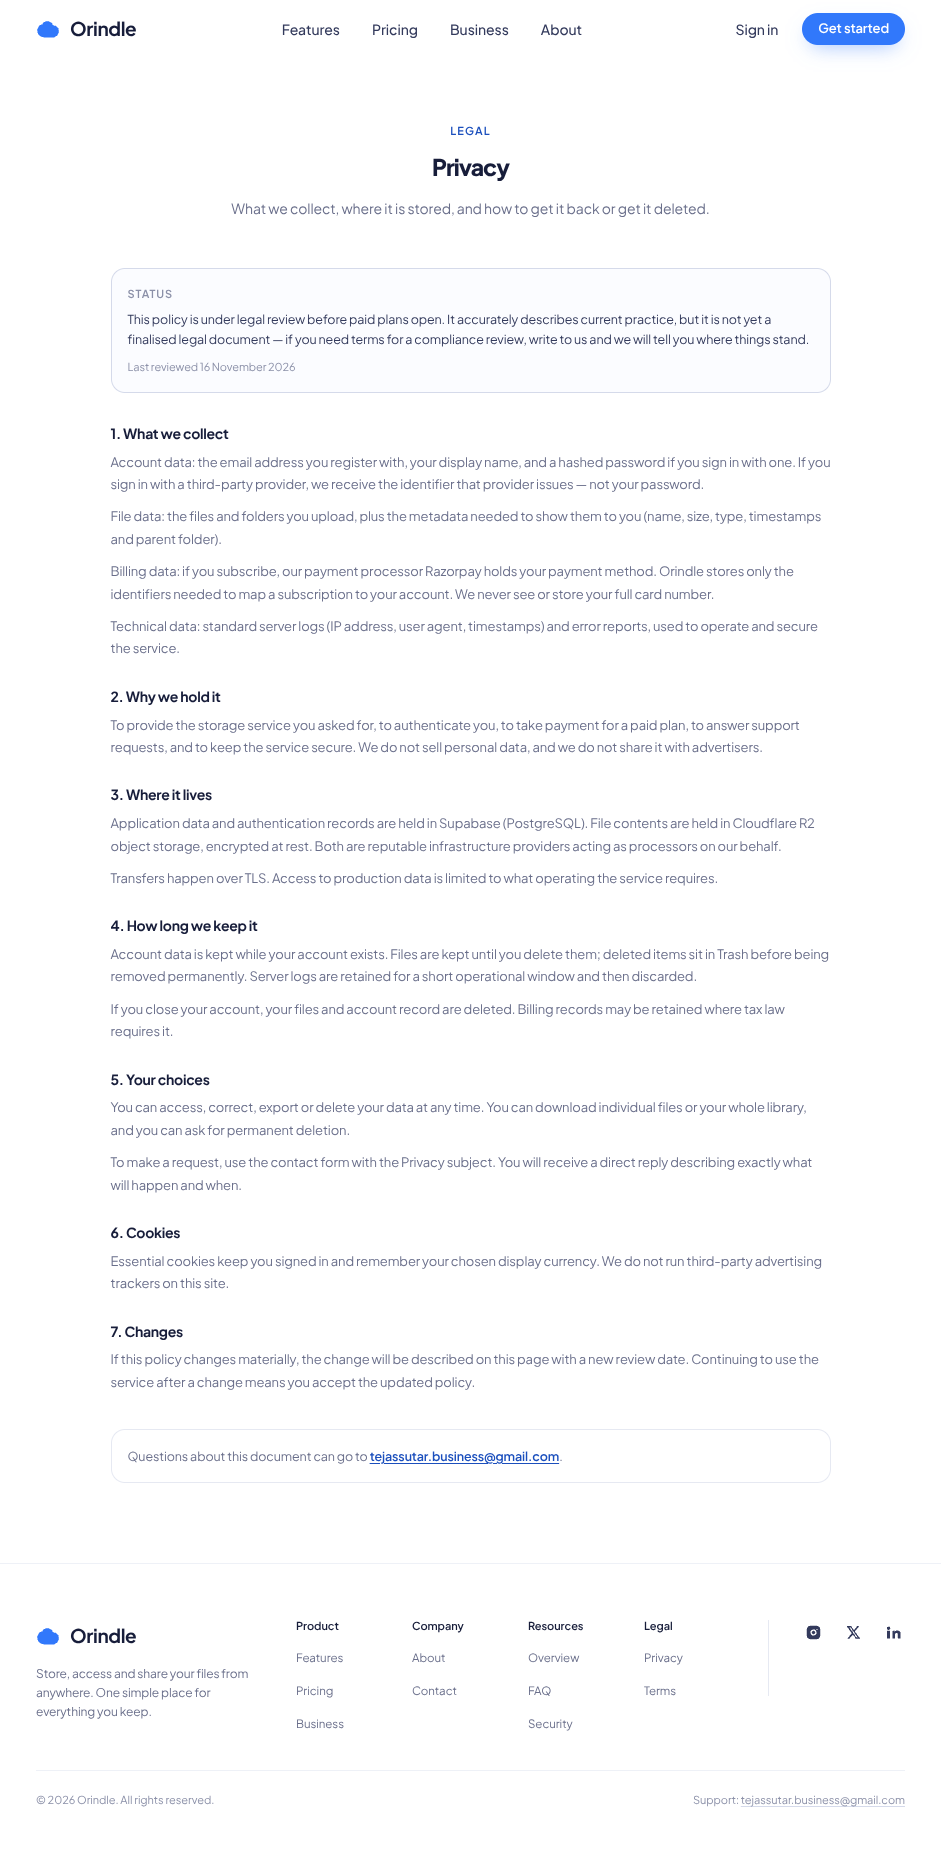 Orindle
Features Pricing Business About
Sign in Get started
LEGAL
Privacy
What we collect, where it is stored, and how to get it back or get it deleted.
STATUS
This policy is under legal review before paid plans open. It accurately describes current practice, but it is not yet a
finalised legal document — if you need terms for a compliance review, write to us and we will tell you where things stand.
Last reviewed 16 November 2026
1. What we collect
Account data: the email address you register with, your display name, and a hashed password if you sign in with one. If you
sign in with a third-party provider, we receive the identifier that provider issues — not your password.
File data: the files and folders you upload, plus the metadata needed to show them to you (name, size, type, timestamps
and parent folder).
Billing data: if you subscribe, our payment processor Razorpay holds your payment method. Orindle stores only the
identifiers needed to map a subscription to your account. We never see or store your full card number.
Technical data: standard server logs (IP address, user agent, timestamps) and error reports, used to operate and secure
the service.
2. Why we hold it
To provide the storage service you asked for, to authenticate you, to take payment for a paid plan, to answer support
requests, and to keep the service secure. We do not sell personal data, and we do not share it with advertisers.
3. Where it lives
Application data and authentication records are held in Supabase (PostgreSQL). File contents are held in Cloudflare R2
object storage, encrypted at rest. Both are reputable infrastructure providers acting as processors on our behalf.
Transfers happen over TLS. Access to production data is limited to what operating the service requires.
4. How long we keep it
Account data is kept while your account exists. Files are kept until you delete them; deleted items sit in Trash before being
removed permanently. Server logs are retained for a short operational window and then discarded.
If you close your account, your files and account record are deleted. Billing records may be retained where tax law
requires it.
5. Your choices
You can access, correct, export or delete your data at any time. You can download individual files or your whole library,
and you can ask for permanent deletion.
To make a request, use the contact form with the Privacy subject. You will receive a direct reply describing exactly what
will happen and when.
6. Cookies
Essential cookies keep you signed in and remember your chosen display currency. We do not run third-party advertising
trackers on this site.
7. Changes
If this policy changes materially, the change will be described on this page with a new review date. Continuing to use the
service after a change means you accept the updated policy.
Questions about this document can go to tejassutar.business@gmail.com.
Orindle
Store, access and share your files from
anywhere. One simple place for
everything you keep.
Product
Features
Pricing
Business
Company
About
Contact
Resources
Overview
FAQ
Security
Legal
Privacy
Terms
© 2026 Orindle. All rights reserved.
Support: tejassutar.business@gmail.com